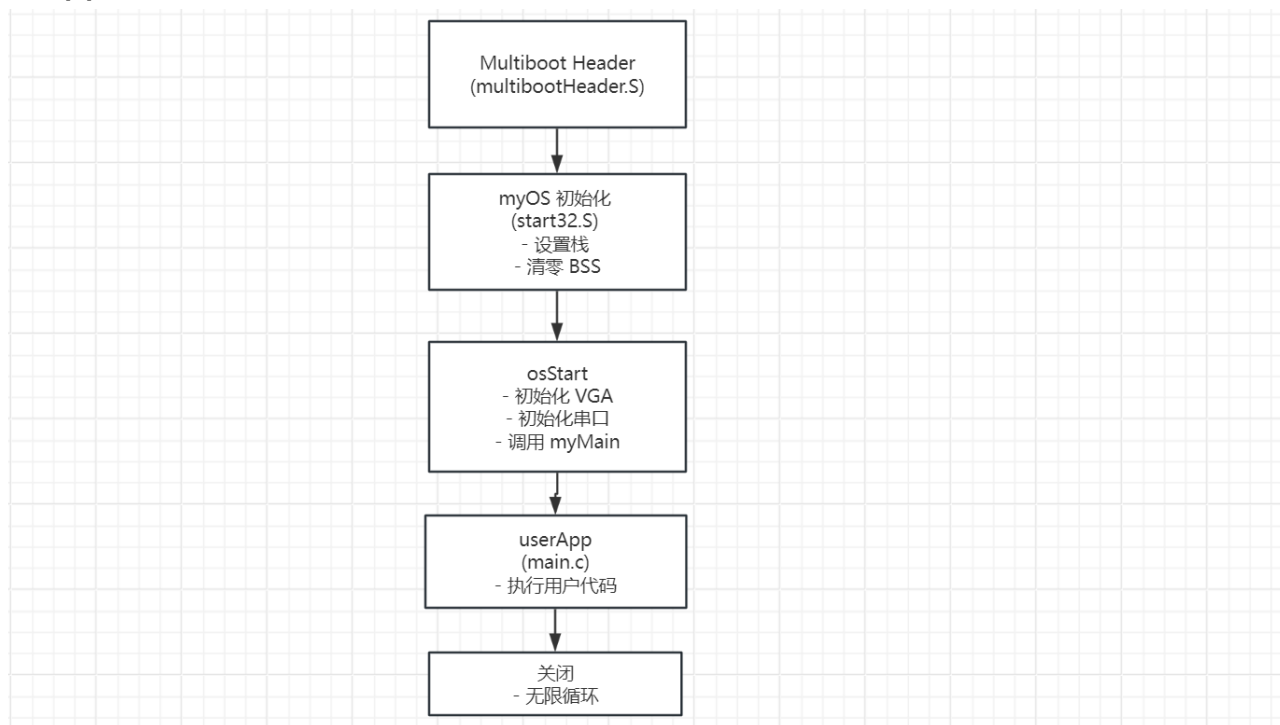 Multiboot Header
(multibootHeader.S)
myOS 初始化
(start32.S)
- 设置栈
- 清零 BSS
osStart
- 初始化 VGA
- 初始化串口
- 调用 myMain
userApp
(main.c)
- 执行用户代码
关闭
- 无限循环